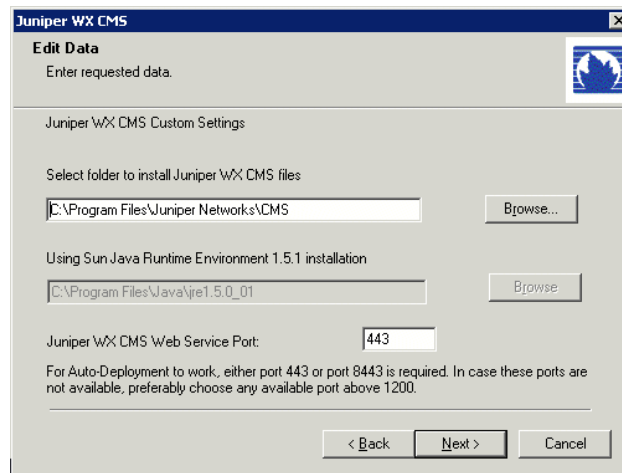 Juniper WX CMS
Edit Data
Enter requested data.
Juniper WX CMS Custom Settings
Select folder to install Juniper WX CMS files
C:\Program Files\Juniper Networks\CMS
Browse...
Using Sun Java Runtime Environment 1.5.1 installation
C:\Program Files\Java\jre1.5.0_01
Browse
Juniper WX CMS Web Service Port:
443
For Auto-Deployment to work, either port 443 or port 8443 is required. In case these ports are
not available, preferably choose any available port above 1200.
< Back
Next >
Cancel